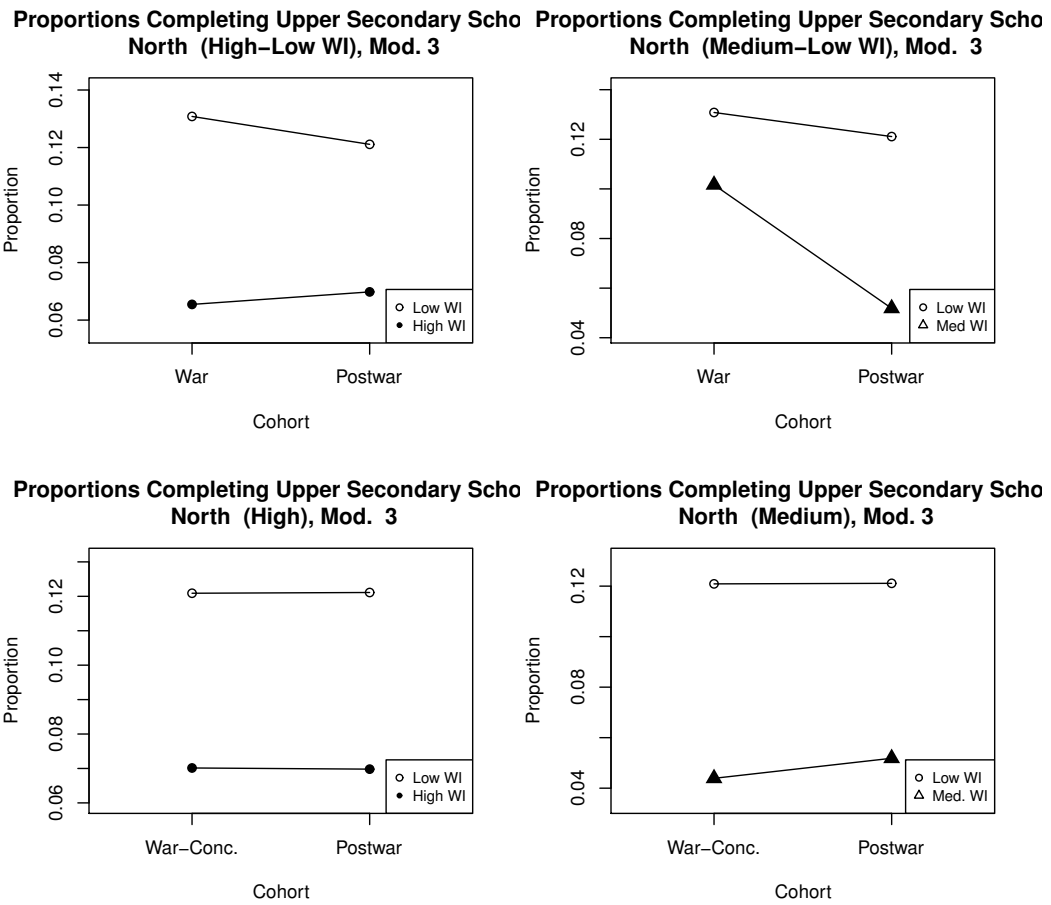 Proportions Completing Upper Secondary Scho
North (High−Low WI), Mod. 3
0.14
0.12
0.10
0.08
0.06
Proportion
War
Postwar
Cohort
Low WI
High WI
Proportions Completing Upper Secondary Scho
North (Medium−Low WI), Mod. 3
0.12
0.08
0.04
Proportion
War
Postwar
Cohort
Low WI
Med WI
Proportions Completing Upper Secondary Scho
North (High), Mod. 3
0.12
0.10
0.08
0.06
Proportion
War−Conc.
Postwar
Cohort
Low WI
High WI
Proportions Completing Upper Secondary Scho
North (Medium), Mod. 3
0.12
0.08
0.04
Proportion
War−Conc.
Postwar
Cohort
Low WI
Med. WI